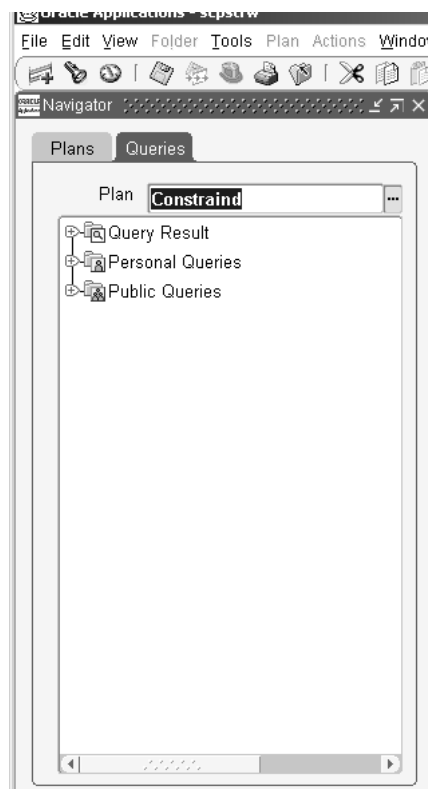 Oracle Applications - scpstrw
File Edit View Folder Tools Plan Actions Windo
Navigator
Plans Queries
Plan Constraind
Query Result
Personal Queries
Public Queries